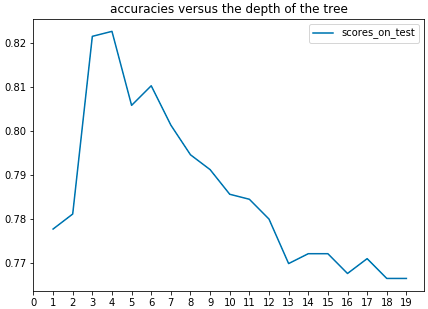 accuracies versus the depth of the tree
scores_on_test
0.82
0.81
0.80
0.79
0.78
0.77
0 1 2 3 4 5 6 7 8 9 10 11 12 13 14 15 16 17 18 19